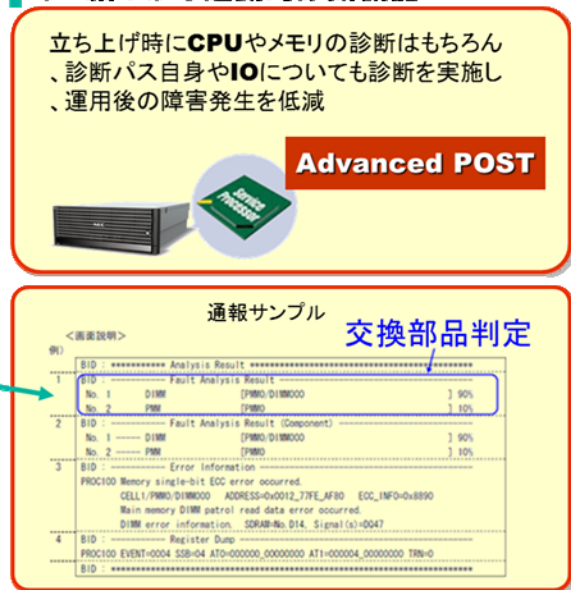 立ち上げ時にCPUやメモリの診断はもちろん
、診断パス自身やIOについても診断を実施し
、運用後の障害発生を低減
Advanced POST
Service
Processor
通報サンプル
<画面説明>
交換部品判定
例)
BID : *********** Analysis Result ********************************************
1 BID : ---------- Fault Analysis Result ----------------------------------
No. 1 DIMM [PMM0/DIMM000 ] 90%
No. 2 PMM [PMM0 ] 10%
2 BID : ---------- Fault Analysis Result (Component) ----------------------
No. 1 ----- DIMM [PMM0/DIMM000 ] 90%
No. 2 ----- PMM [PMM0 ] 10%
3 BID : ---------- Error Information ----------------------------------
PROC100 Memory single-bit ECC error occurred.
CELL1/PMM0/DIMM000 ADDRESS=0x0012_77FE_AF80 ECC_INFO=0x8890
Main memory DIMM patrol read data error occurred.
DIMM error information. SDRAM=No.D14. Signal(s)=DQ47
4 BID : ---------- Register Dump ----------------------------------
PROC100 EVENT=0004 SSB=04 AT0=000000_00000000 AT1=000004_00000000 TRN=0
BID : ************************************************************************